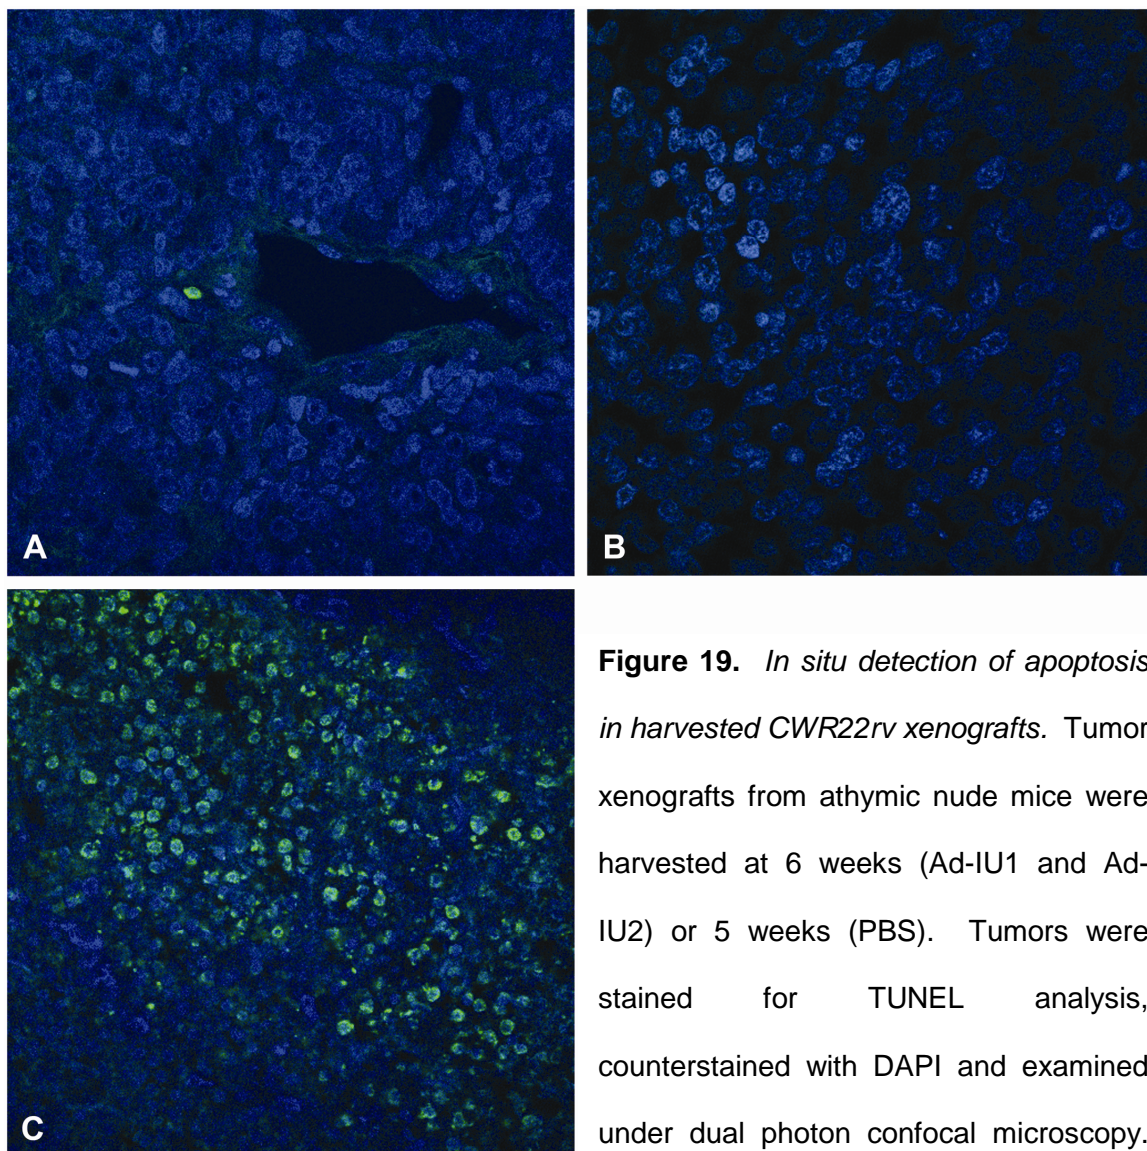 A
B
C
Figure 19. In situ detection of apoptosis
in harvested CWR22rv xenografts. Tumor
xenografts from athymic nude mice were
harvested at 6 weeks (Ad-IU1 and Ad-
IU2) or 5 weeks (PBS). Tumors were
stained for TUNEL analysis,
counterstained with DAPI and examined
under dual photon confocal microscopy.